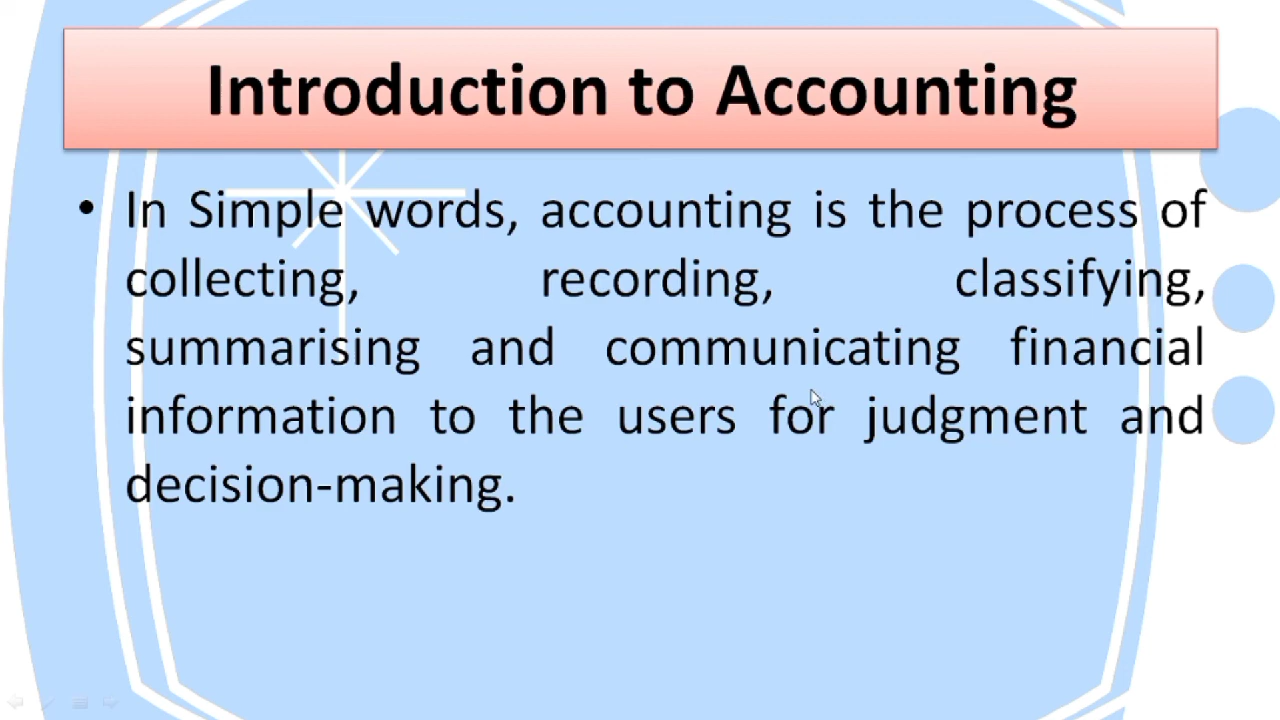 Introduction to Accounting
• In Simple words, accounting is the process of
collecting, recording, classifying,
summarising and communicating financial
information to the users for judgment and
decision-making.